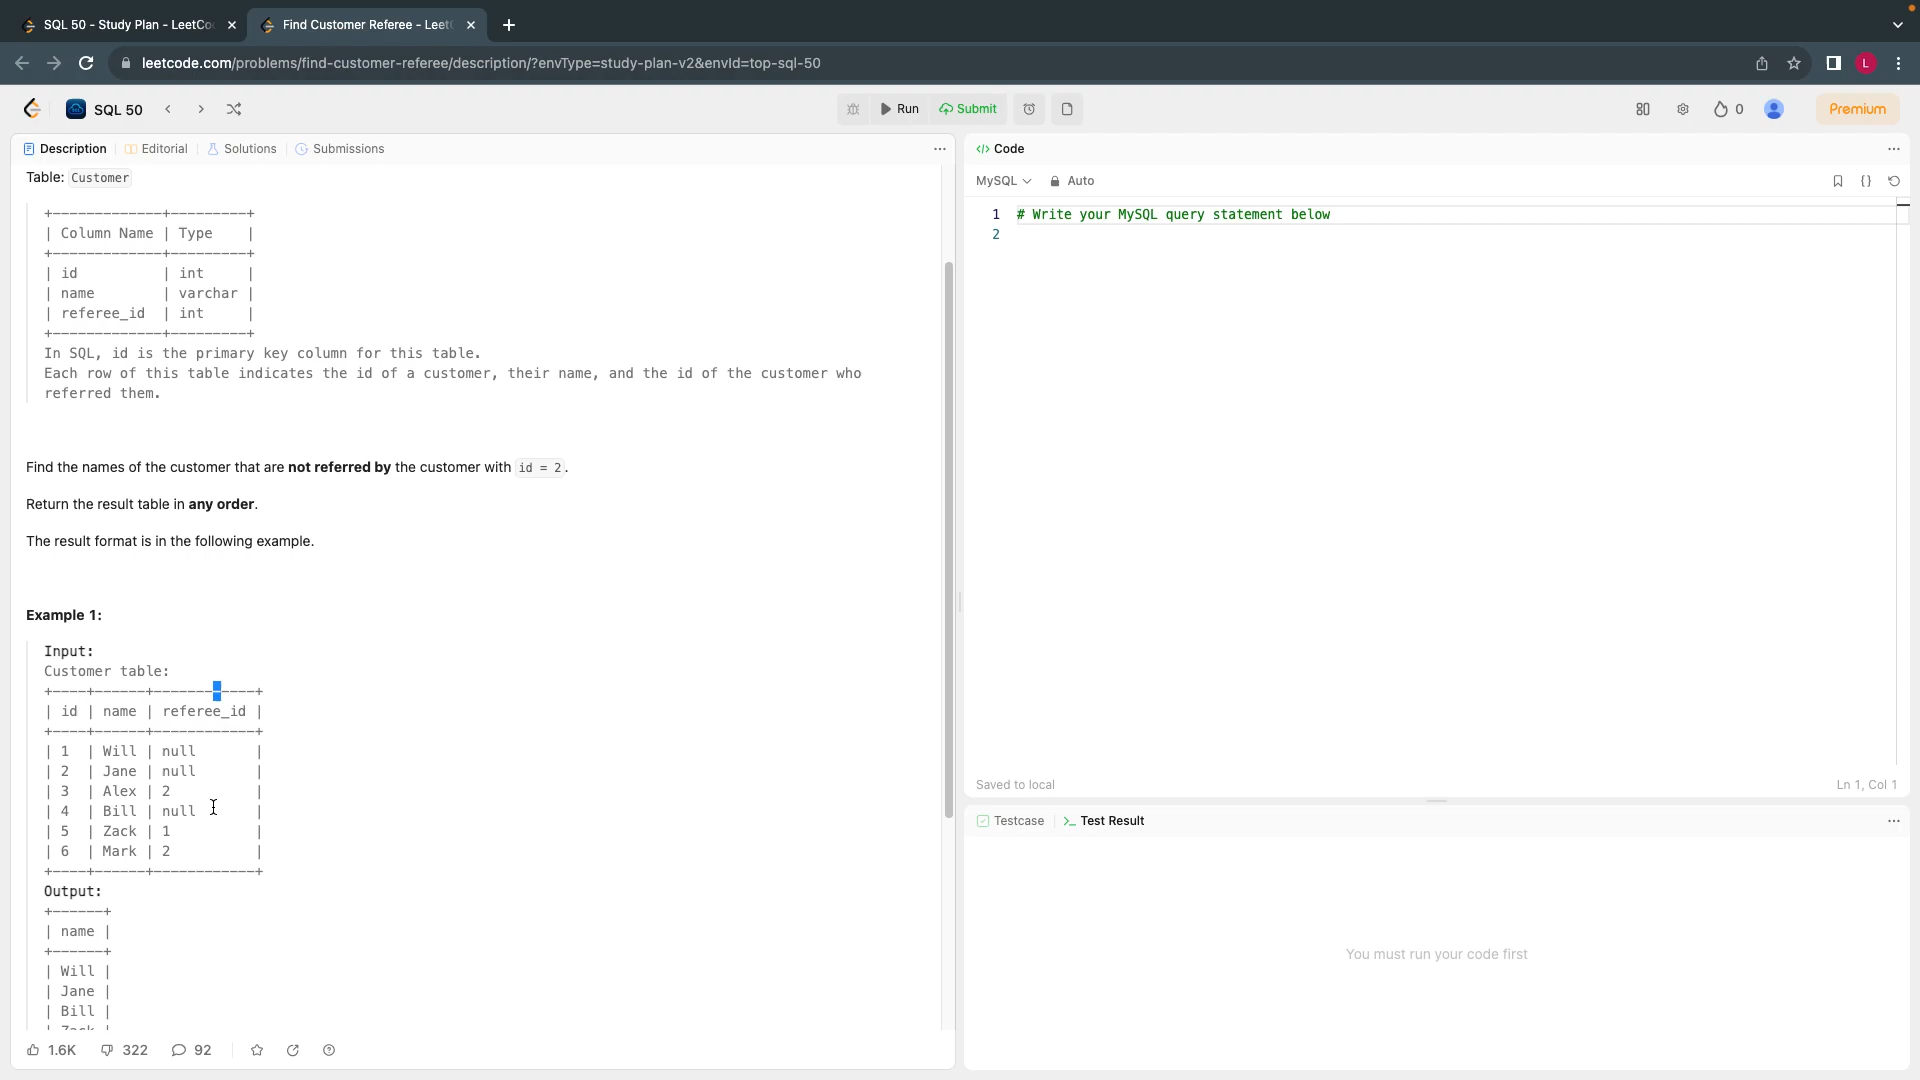 SQL 50 - Study Plan - LeetCo
Find Customer Referee - Leet
leetcode.com/problems/find-customer-referee/description/?envType=study-plan-v2&envId=top-sql-50
L
SQL 50
Run
Submit
0
Premium
Description
Editorial
Solutions
Submissions
Table: Customer
+-------------+---------+
| Column Name | Type    |
+-------------+---------+
| id          | int     |
| name        | varchar |
| referee_id  | int     |
+-------------+---------+
In SQL, id is the primary key column for this table.
Each row of this table indicates the id of a customer, their name, and the id of the customer who
referred them.
Find the names of the customer that are not referred by the customer with id = 2.
Return the result table in any order.
The result format is in the following example.
Example 1:
Input:
Customer table:
+----+------+------------+
| id | name | referee_id |
+----+------+------------+
| 1  | Will | null       |
| 2  | Jane | null       |
| 3  | Alex | 2          |
| 4  | Bill | null       |
| 5  | Zack | 1          |
| 6  | Mark | 2          |
+----+------+------------+
Output:
+------+
| name |
+------+
| Will |
| Jane |
| Bill |
| Zack |
1.6K
322
92
</> Code
MySQL
Auto
1 # Write your MySQL query statement below
2
Saved to local
Ln 1, Col 1
Testcase
>_ Test Result
You must run your code first